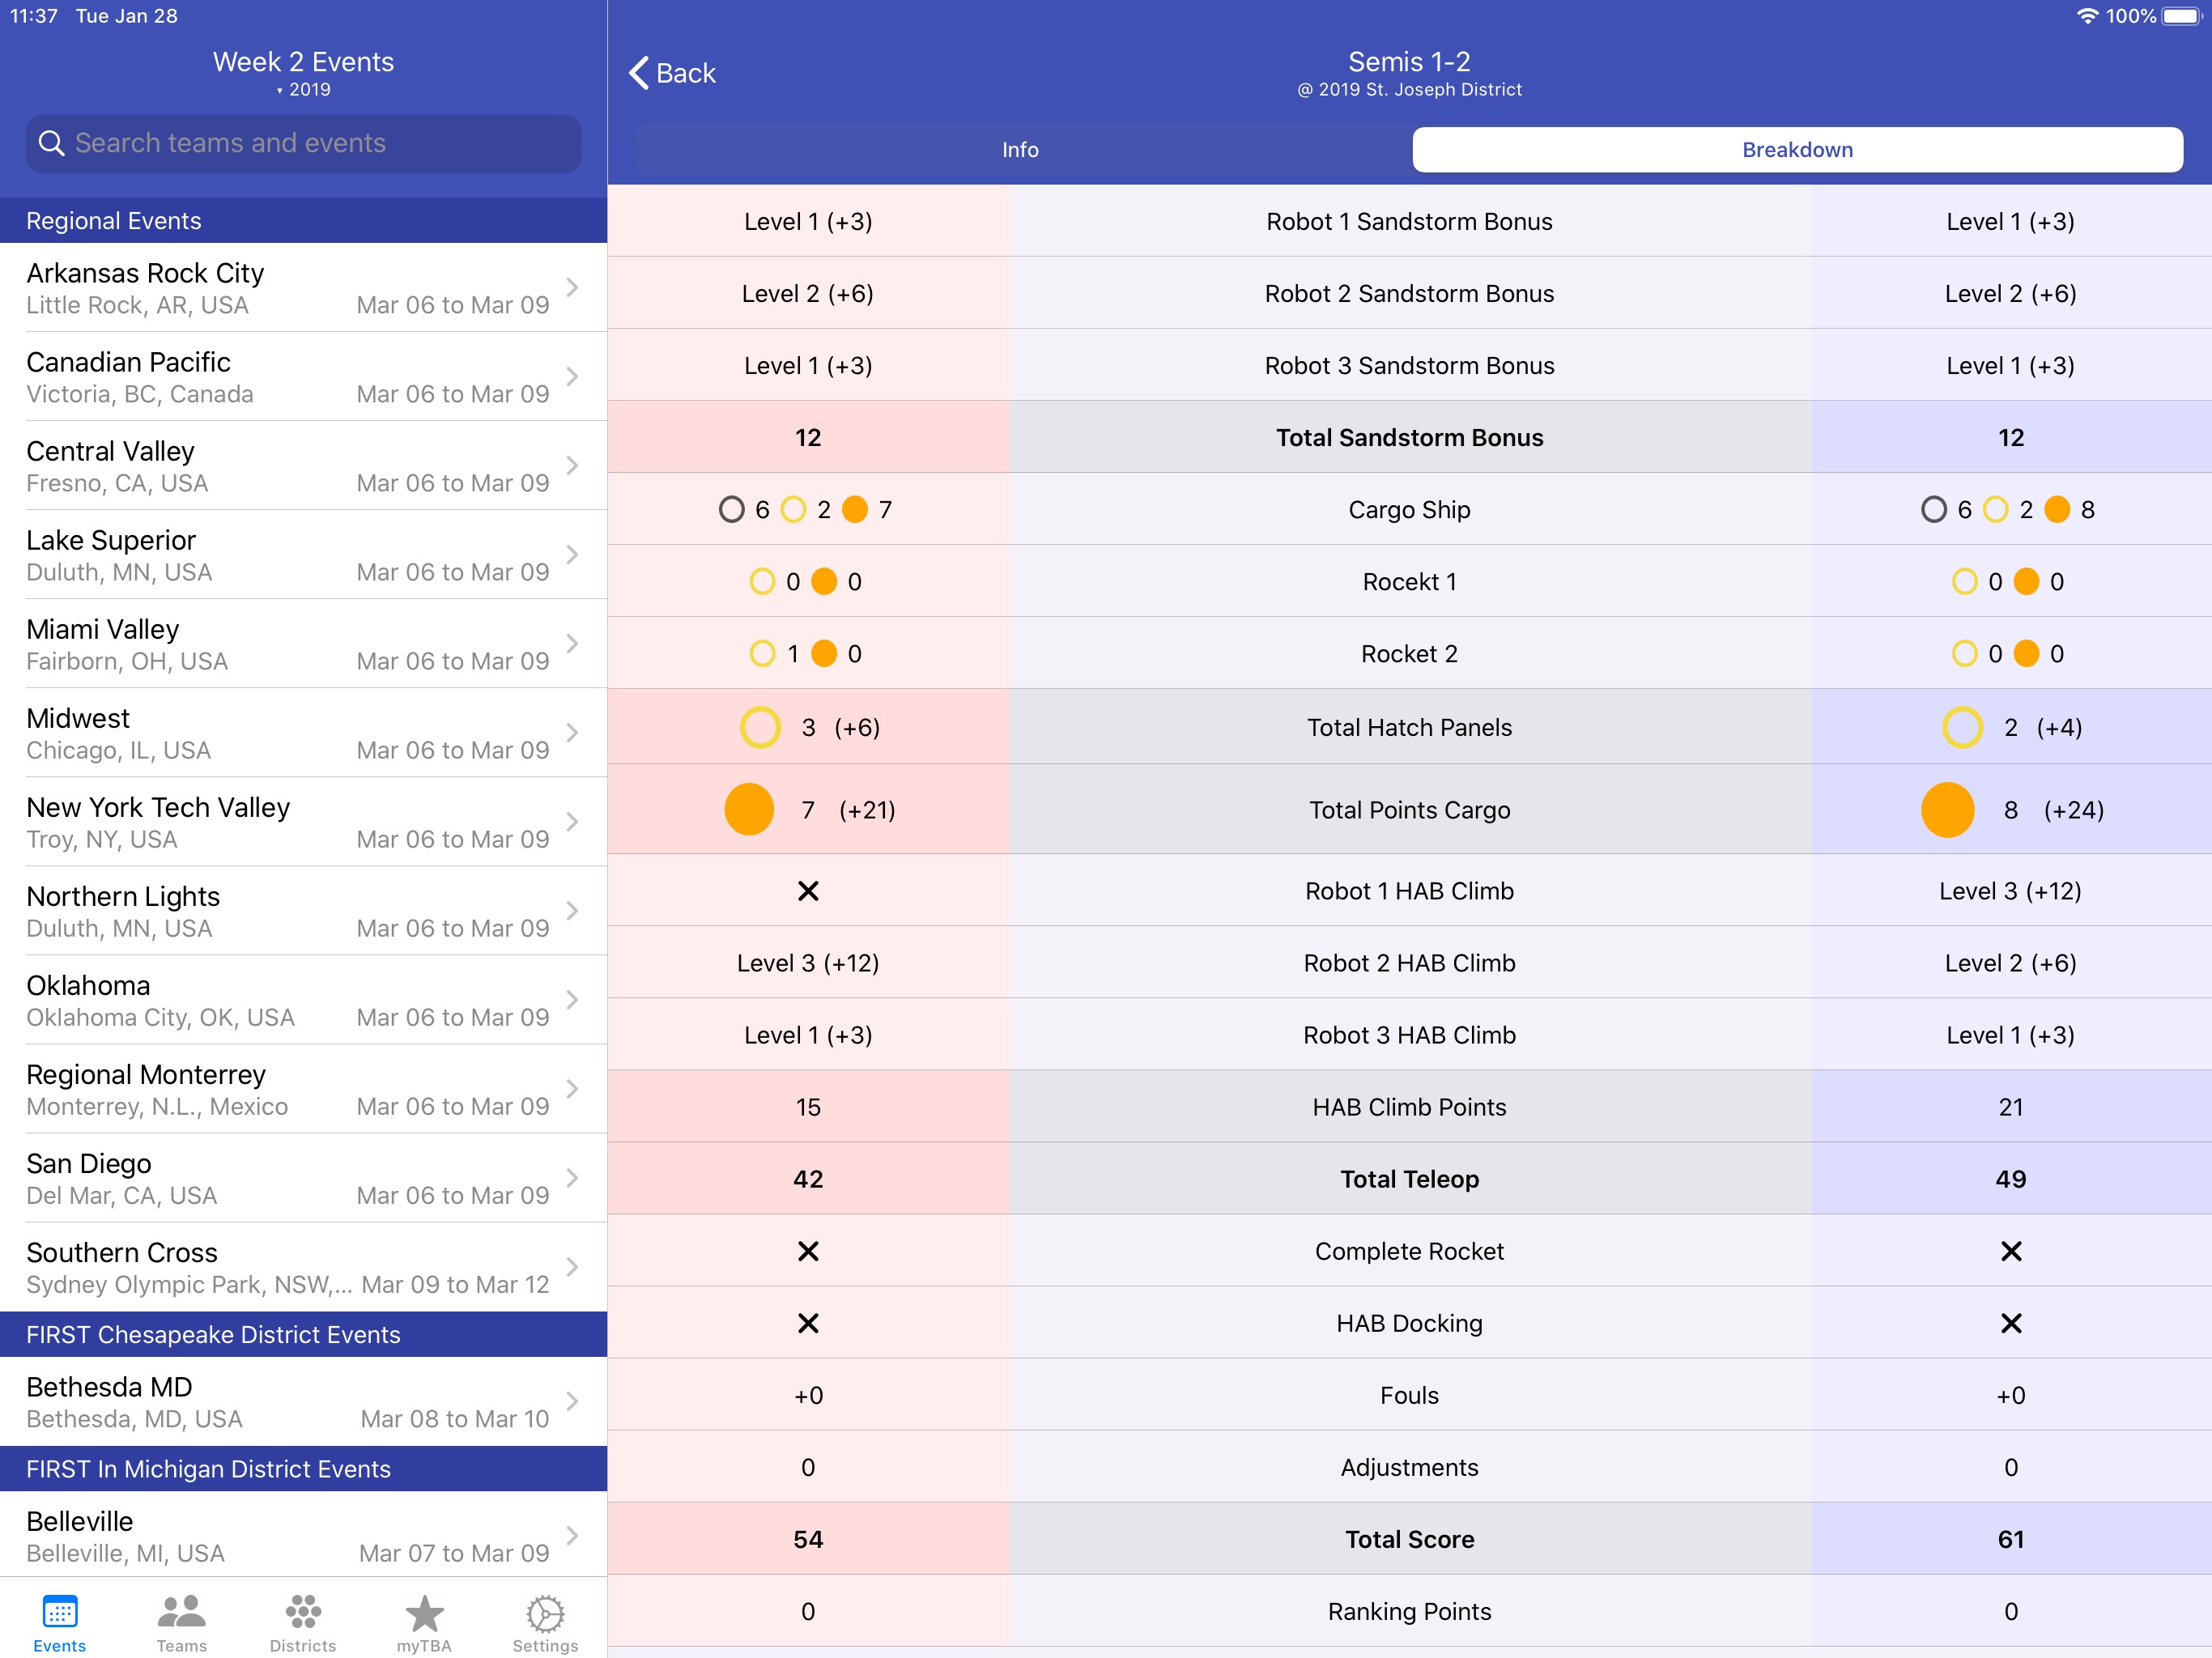 11:37 Tue Jan 28
100%
Week 2 Events
▾ 2019
Search teams and events
Regional Events
Arkansas Rock City
Little Rock, AR, USA Mar 06 to Mar 09
Canadian Pacific
Victoria, BC, Canada Mar 06 to Mar 09
Central Valley
Fresno, CA, USA Mar 06 to Mar 09
Lake Superior
Duluth, MN, USA Mar 06 to Mar 09
Miami Valley
Fairborn, OH, USA Mar 06 to Mar 09
Midwest
Chicago, IL, USA Mar 06 to Mar 09
New York Tech Valley
Troy, NY, USA Mar 06 to Mar 09
Northern Lights
Duluth, MN, USA Mar 06 to Mar 09
Oklahoma
Oklahoma City, OK, USA Mar 06 to Mar 09
Regional Monterrey
Monterrey, N.L., Mexico Mar 06 to Mar 09
San Diego
Del Mar, CA, USA Mar 06 to Mar 09
Southern Cross
Sydney Olympic Park, NSW,... Mar 09 to Mar 12
FIRST Chesapeake District Events
Bethesda MD
Bethesda, MD, USA Mar 08 to Mar 10
FIRST In Michigan District Events
Belleville
Belleville, MI, USA Mar 07 to Mar 09
Events Teams Districts myTBA Settings
Back
Semis 1-2
@ 2019 St. Joseph District
Info Breakdown
Level 1 (+3) Robot 1 Sandstorm Bonus Level 1 (+3)
Level 2 (+6) Robot 2 Sandstorm Bonus Level 2 (+6)
Level 1 (+3) Robot 3 Sandstorm Bonus Level 1 (+3)
12 Total Sandstorm Bonus 12
6 2 7 Cargo Ship 6 2 8
0 0 Rocekt 1 0 0
1 0 Rocket 2 0 0
3 (+6) Total Hatch Panels 2 (+4)
7 (+21) Total Points Cargo 8 (+24)
✕ Robot 1 HAB Climb Level 3 (+12)
Level 3 (+12) Robot 2 HAB Climb Level 2 (+6)
Level 1 (+3) Robot 3 HAB Climb Level 1 (+3)
15 HAB Climb Points 21
42 Total Teleop 49
✕ Complete Rocket ✕
✕ HAB Docking ✕
+0 Fouls +0
0 Adjustments 0
54 Total Score 61
0 Ranking Points 0